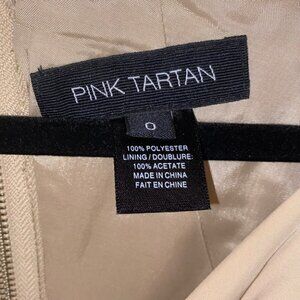 PINK TARTAN
0
100% POLYESTER
LINING / DOUBLURE:
100% ACETATE
MADE IN CHINA
FAIT EN CHINE